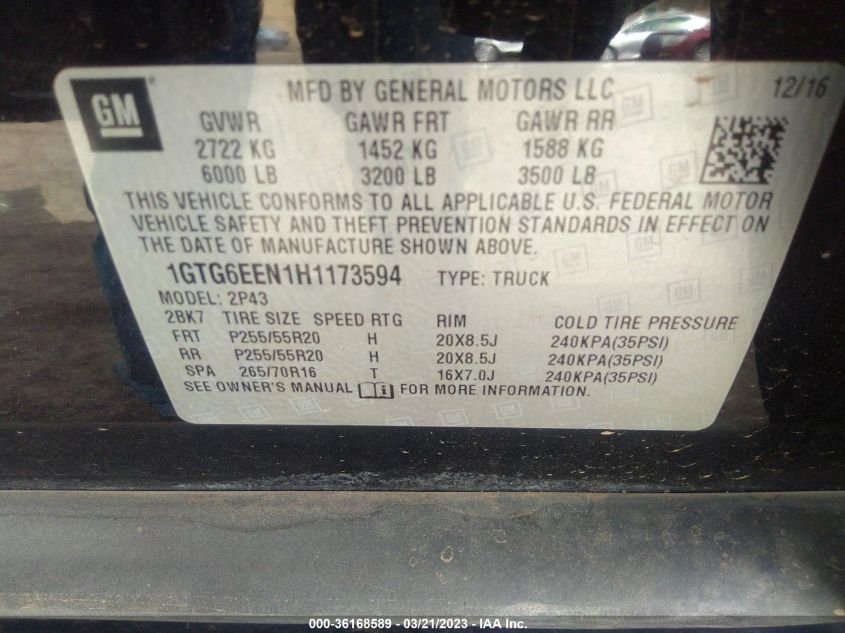 GM
MFD BY GENERAL MOTORS LLC
12/16
GVWR GAWR FRT GAWR RR
2722 KG 1452 KG 1588 KG
6000 LB 3200 LB 3500 LB
THIS VEHICLE CONFORMS TO ALL APPLICABLE U.S. FEDERAL MOTOR
VEHICLE SAFETY AND THEFT PREVENTION STANDARDS IN EFFECT ON
THE DATE OF MANUFACTURE SHOWN ABOVE.
1GTG6EEN1H1173594 TYPE: TRUCK
MODEL: 2P43
2BK7 TIRE SIZE SPEED RTG RIM COLD TIRE PRESSURE
FRT P255/55R20 H 20X8.5J 240KPA(35PSI)
RR P255/55R20 H 20X8.5J 240KPA(35PSI)
SPA 265/70R16 T 16X7.0J 240KPA(35PSI)
SEE OWNER'S MANUAL i FOR MORE INFORMATION.
000-36168589 - 03/21/2023 - IAA Inc.